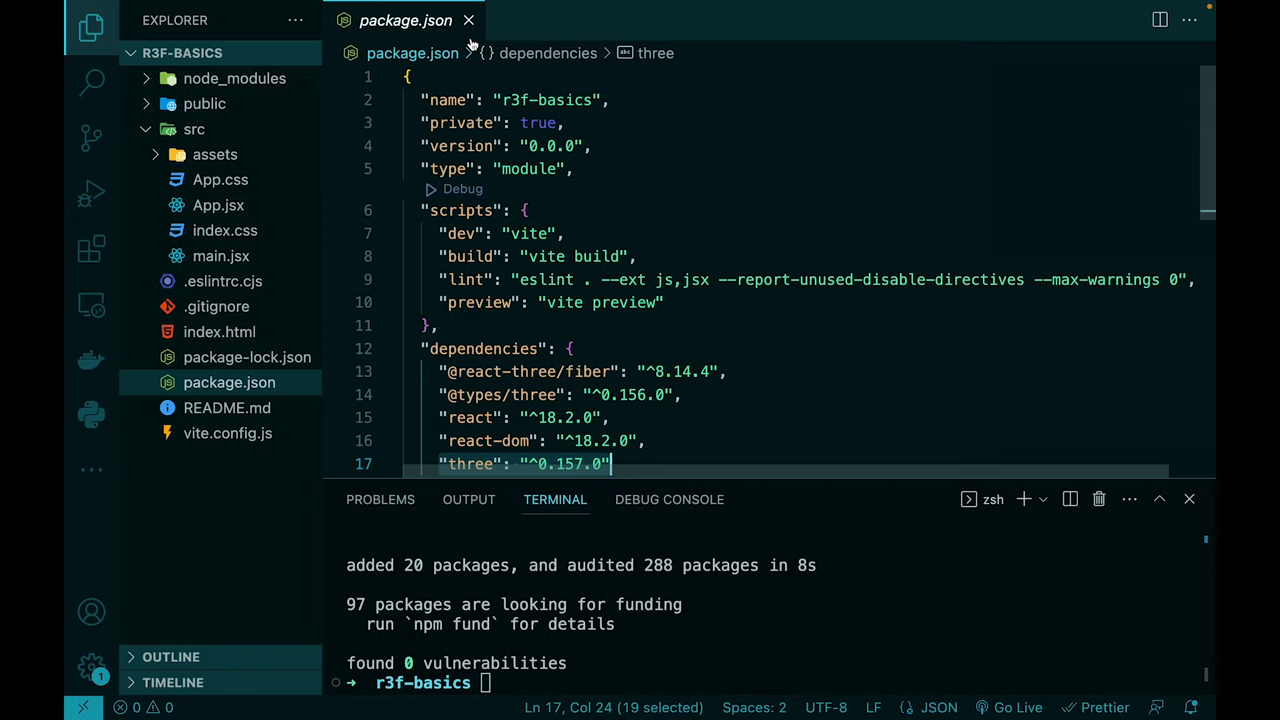 EXPLORER
R3F-BASICS
node_modules
public
src
assets
App.css
App.jsx
index.css
main.jsx
.eslintrc.cjs
.gitignore
index.html
package-lock.json
package.json
README.md
vite.config.js
OUTLINE
TIMELINE
package.json
package.json > {} dependencies > abc three
1 {
2 "name": "r3f-basics",
3 "private": true,
4 "version": "0.0.0",
5 "type": "module",
Debug
6 "scripts": {
7 "dev": "vite",
8 "build": "vite build",
9 "lint": "eslint . --ext js,jsx --report-unused-disable-directives --max-warnings 0",
10 "preview": "vite preview"
11 },
12 "dependencies": {
13 "@react-three/fiber": "^8.14.4",
14 "@types/three": "^0.156.0",
15 "react": "^18.2.0",
16 "react-dom": "^18.2.0",
17 "three": "^0.157.0"
PROBLEMS OUTPUT TERMINAL DEBUG CONSOLE zsh
added 20 packages, and audited 288 packages in 8s
97 packages are looking for funding
run `npm fund` for details
found 0 vulnerabilities
→ r3f-basics
1
0 0 Ln 17, Col 24 (19 selected) Spaces: 2 UTF-8 LF {} JSON Go Live Prettier